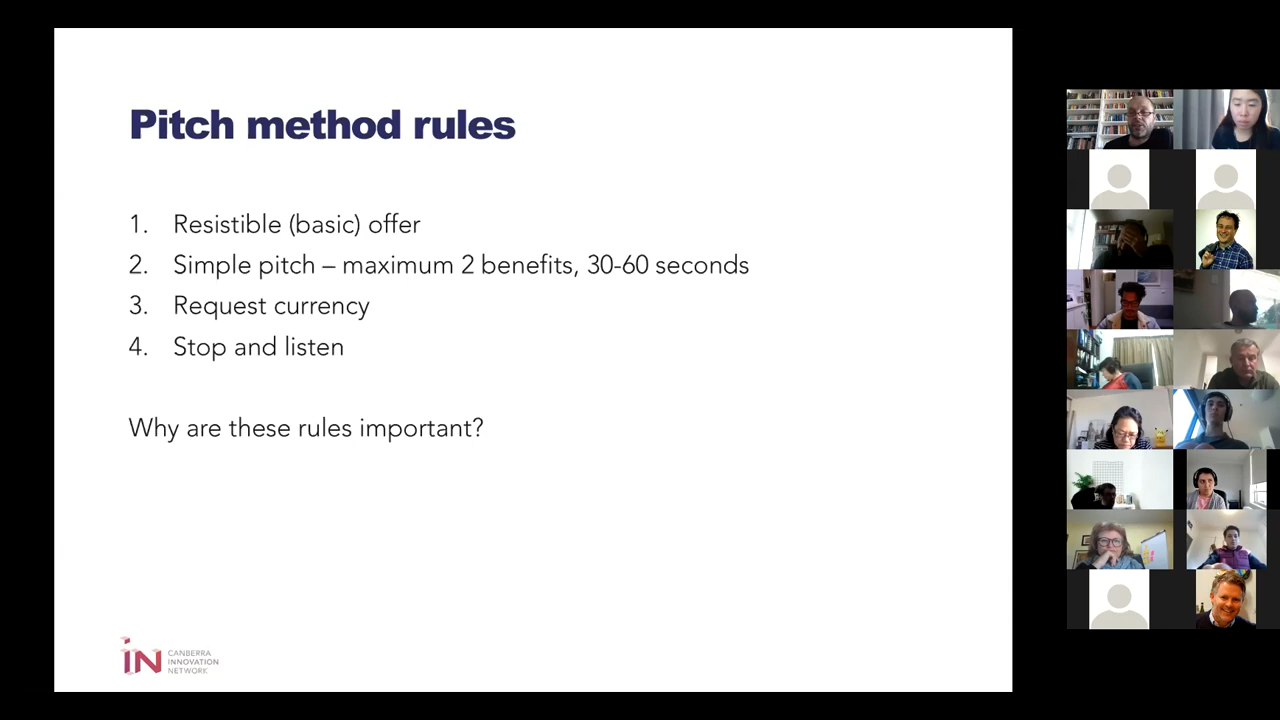 Pitch method rules
1. Resistible (basic) offer
2. Simple pitch – maximum 2 benefits, 30-60 seconds
3. Request currency
4. Stop and listen
Why are these rules important?
iN
CANBERRA
INNOVATION
NETWORK